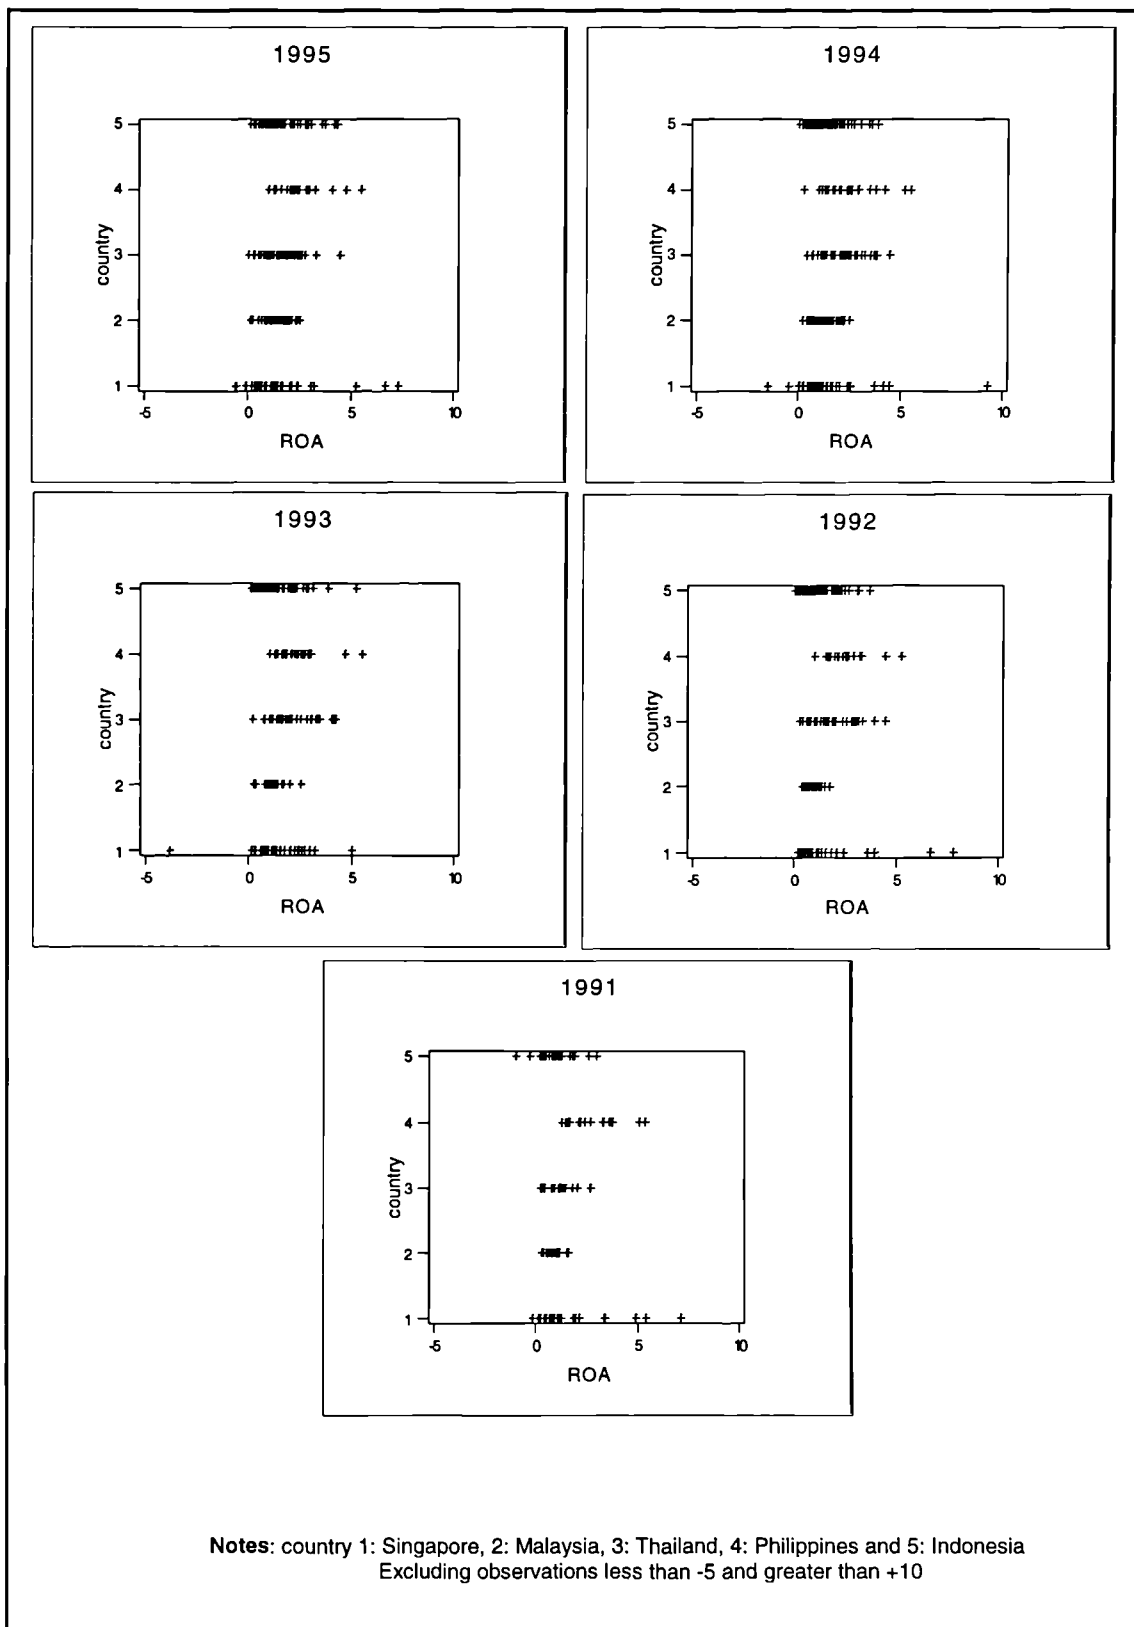 1995
5
4
3
2
1
country
-5 0 5 10
ROA
1994
5
4
3
2
1
country
-5 0 5 10
ROA
1993
5
4
3
2
1
country
-5 0 5 10
ROA
1992
5
4
3
2
1
country
-5 0 5 10
ROA
1991
5
4
3
2
1
country
-5 0 5 10
ROA
Notes: country 1: Singapore, 2: Malaysia, 3: Thailand, 4: Philippines and 5: Indonesia
Excluding observations less than -5 and greater than +10